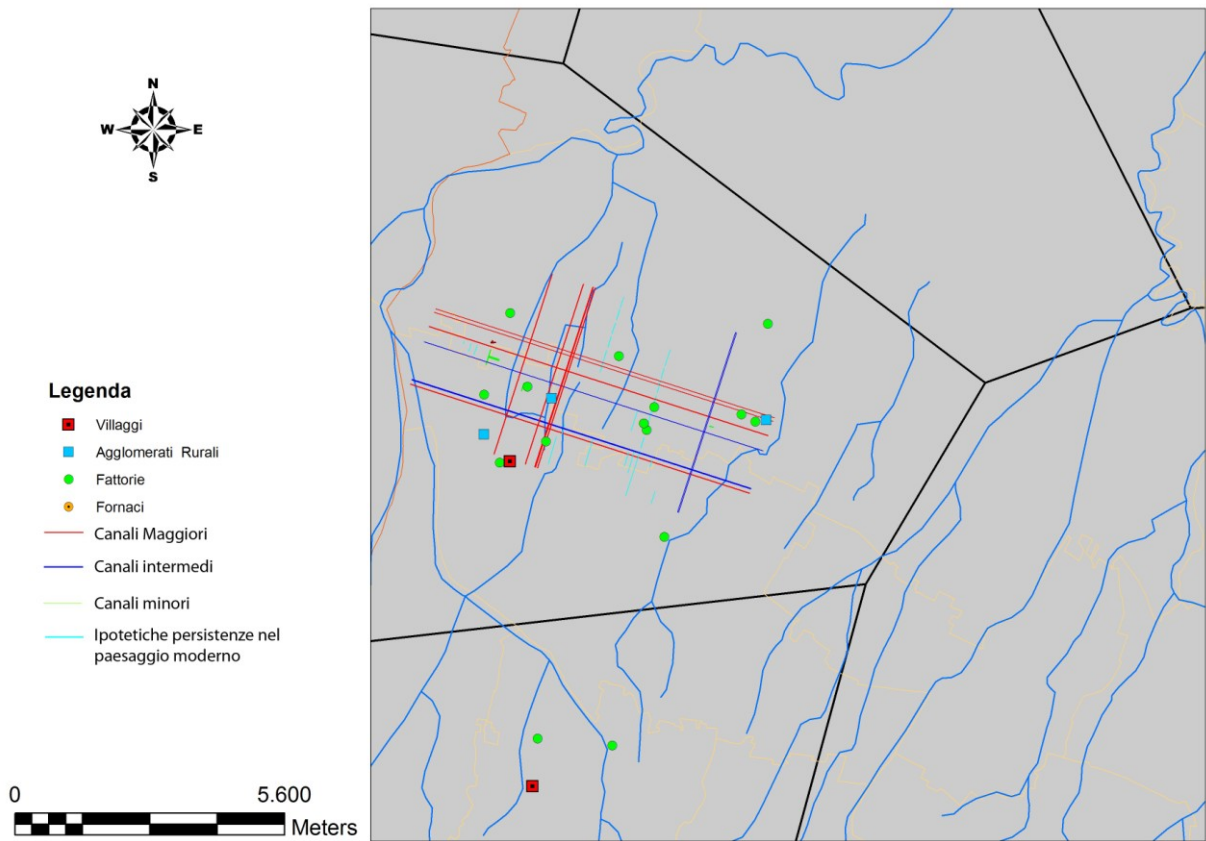 N
W E
S
Legenda
Villaggi
Agglomerati Rurali
Fattorie
Fornaci
Canali Maggiori
Canali intermedi
Canali minori
Ipotetiche persistenze nel
paesaggio moderno
0 5.600
Meters